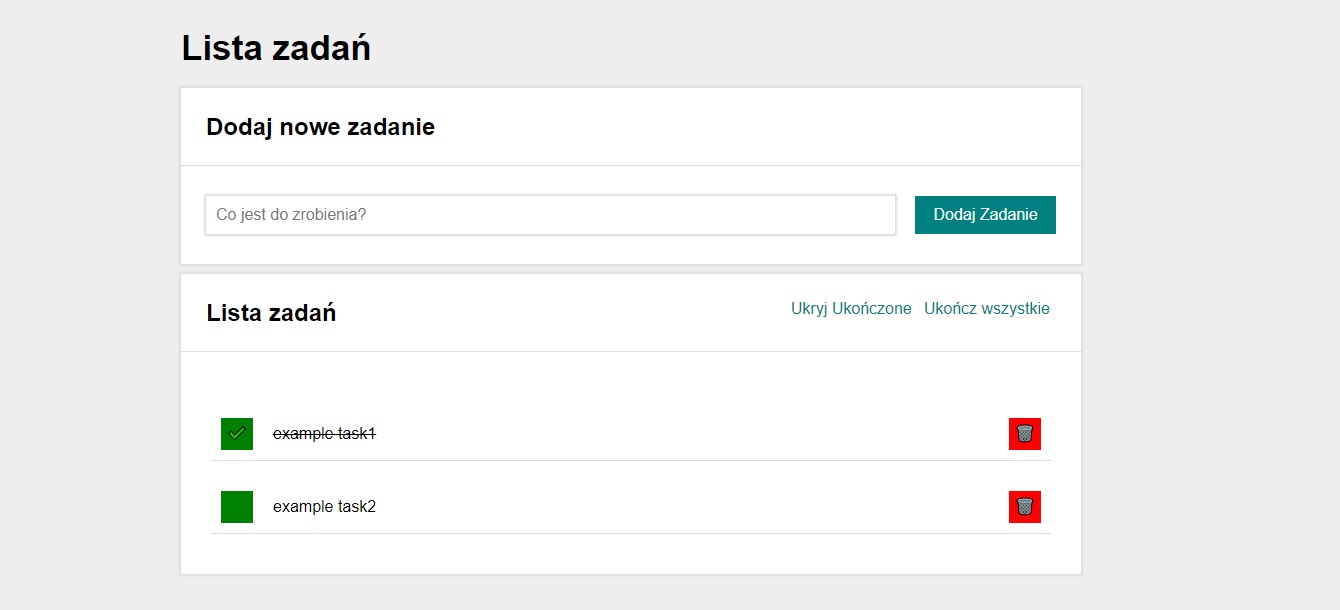 Lista zadań
Dodaj nowe zadanie
Co jest do zrobienia?
Dodaj Zadanie
Lista zadań
Ukryj Ukończone
Ukończ wszystkie
example task1
example task2